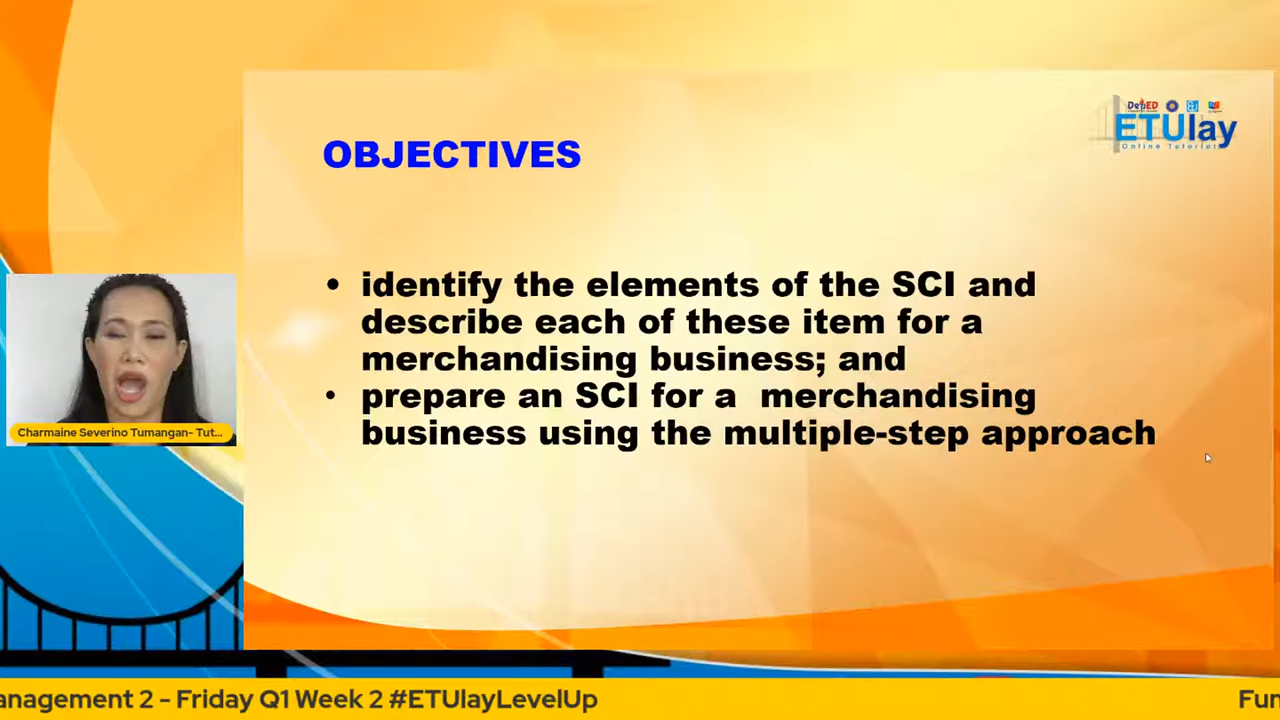 DepED
ETUlay
Online Tutorial
OBJECTIVES
• identify the elements of the SCI and
describe each of these item for a
merchandising business; and
• prepare an SCI for a merchandising
business using the multiple-step approach
Charmaine Severino Tumangan- Tut...
anagement 2 - Friday Q1 Week 2 #ETUlayLevelUp
Fun